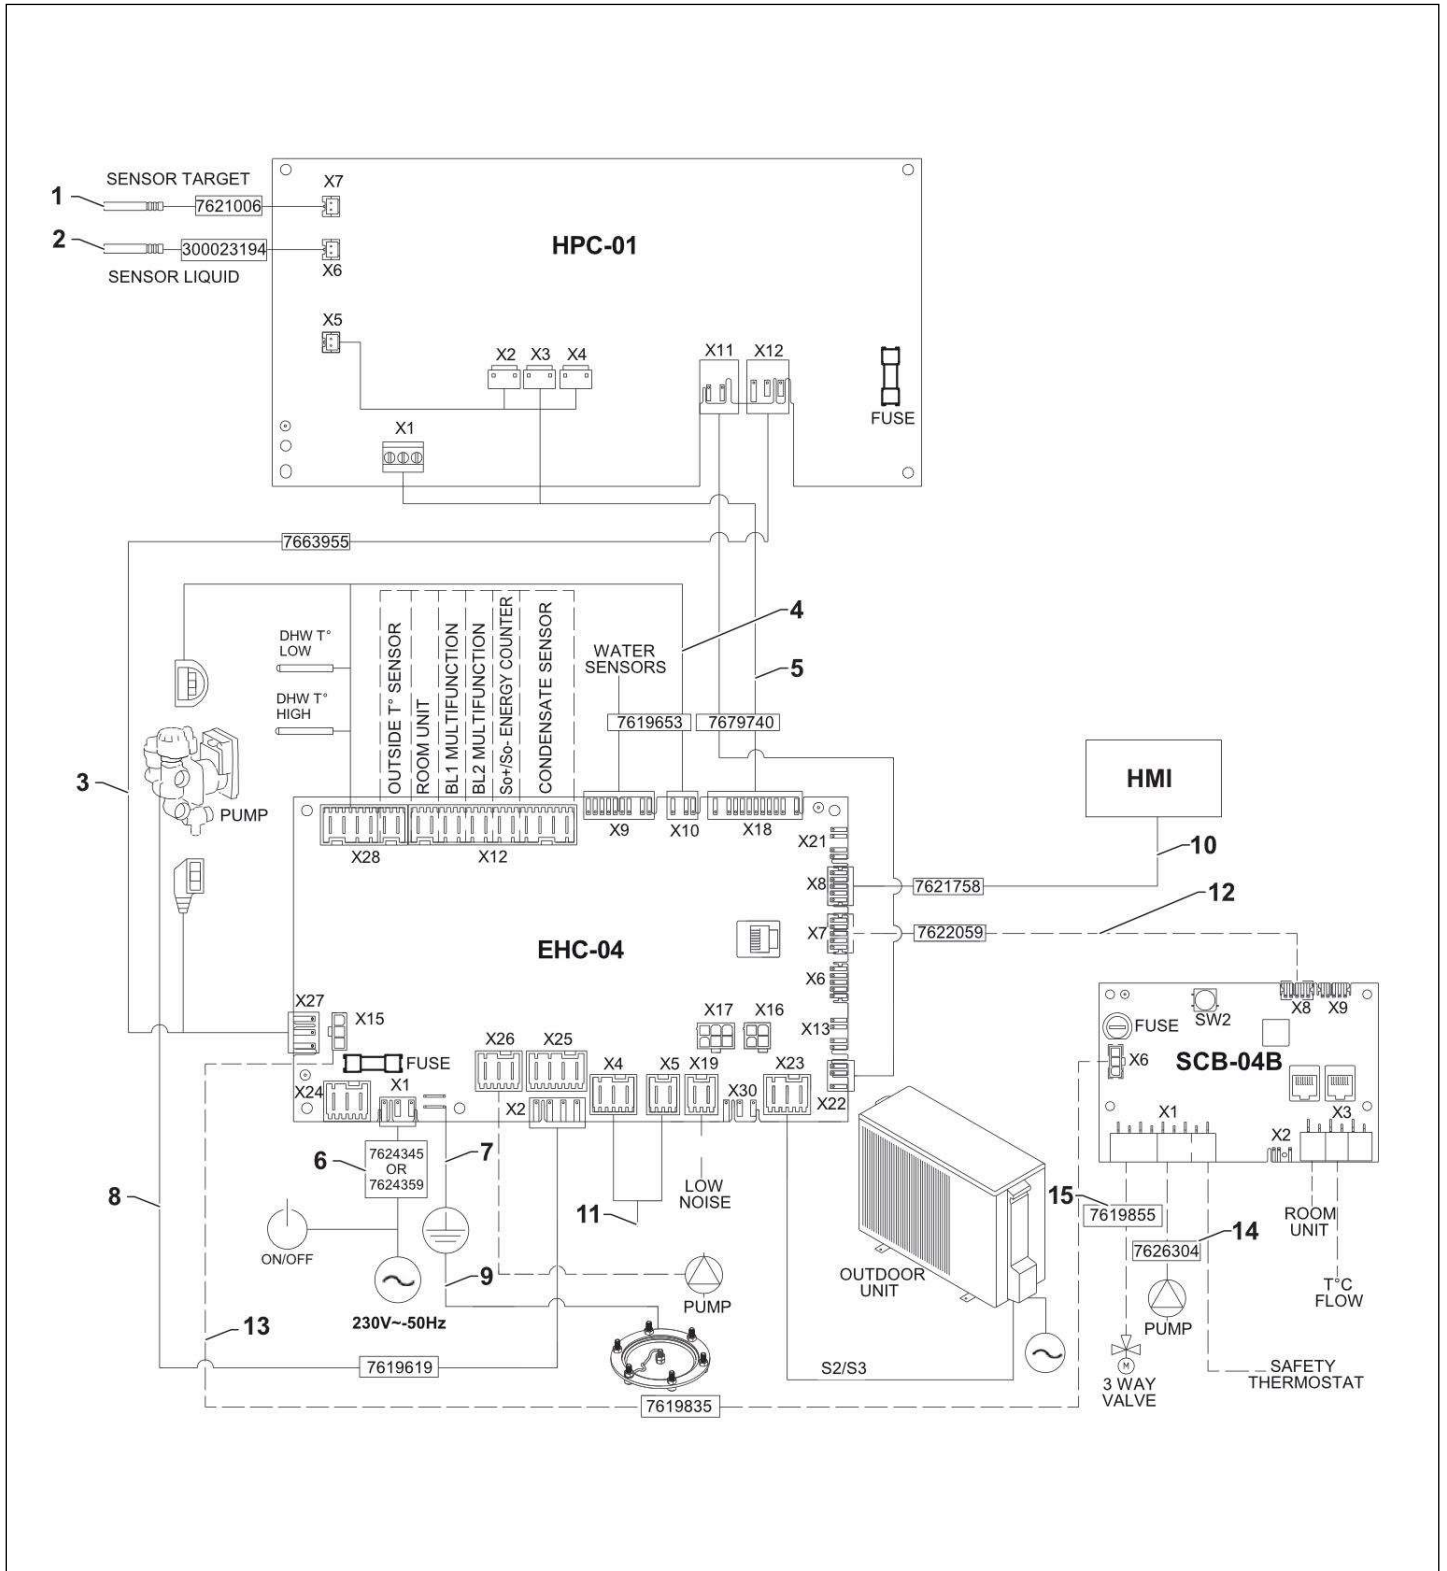 SENSOR TARGET
1
7621006
X7
2
300023194
X6
SENSOR LIQUID
HPC-01
X5
X2 X3 X4
X11 X12
FUSE
X1
7663955
4
DHW T°
LOW
DHW T°
HIGH
OUTSIDE T° SENSOR
ROOM UNIT
BL1 MULTIFUNCTION
BL2 MULTIFUNCTION
So+/So- ENERGY COUNTER
CONDENSATE SENSOR
WATER
SENSORS
5
7619653
7679740
3
PUMP
HMI
10
X28
X12
X9
X10
X18
X21
X8
7621758
12
X7
7622059
EHC-04
X6
X27
X15
X17
X16
X13
SW2
X8 X9
FUSE
X6
SCB-04B
X26
X25
FUSE
X4
X5
X19
X23
X24
X1
X2
X30
X22
X1
X2
X3
6
7624345
OR
7624359
7
8
LOW
NOISE
11
15
7619855
14
7626304
ROOM
UNIT
ON/OFF
9
OUTDOOR
UNIT
T°C
FLOW
PUMP
PUMP
230V~-50Hz
13
7619619
S2/S3
M
3 WAY
VALVE
SAFETY
THERMOSTAT
7619835